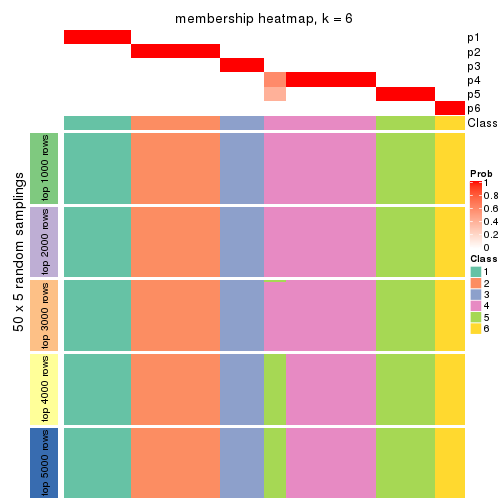 membership heatmap, k = 6
p1
p2
p3
p4
p5
p6
Class
50 x 5 random samplings
top 1000 rows
top 2000 rows
top 3000 rows
top 4000 rows
top 5000 rows
Prob
1
0.8
0.6
0.4
0.2
0
Class
1
2
3
4
5
6